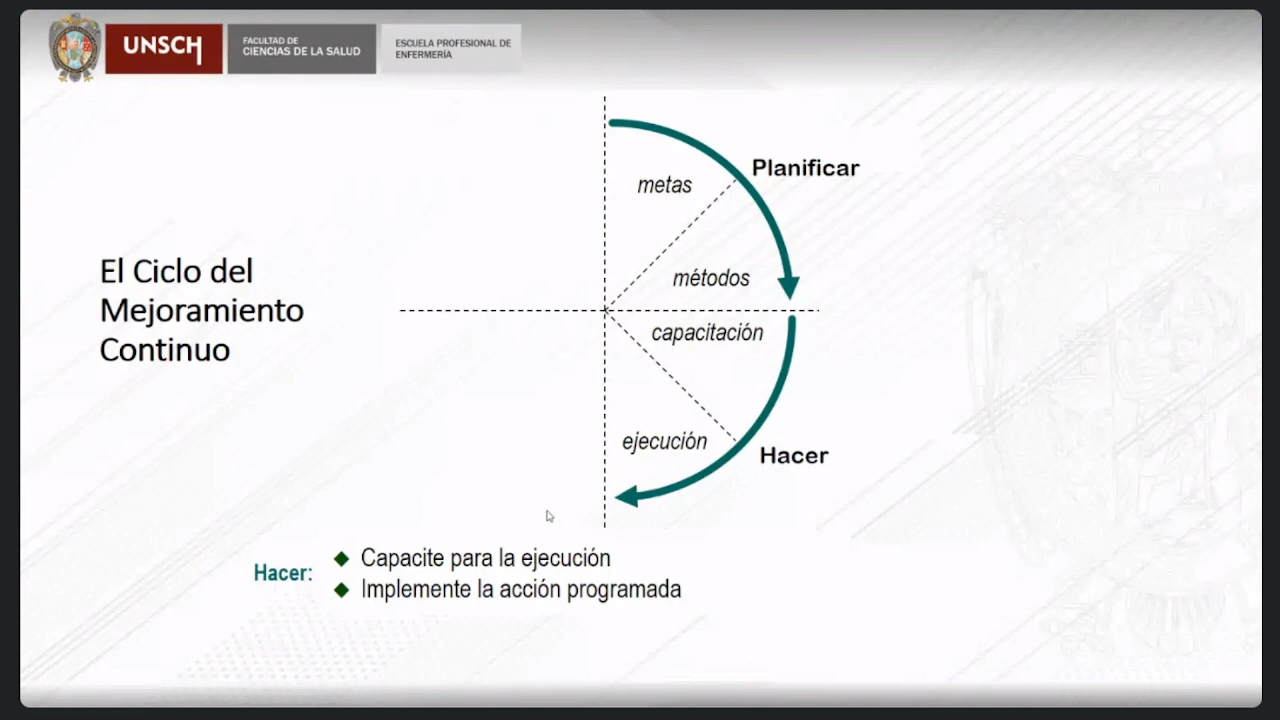 UNSCH
FACULTAD DE
CIENCIAS DE LA SALUD
ESCUELA PROFESIONAL DE
ENFERMERÍA
El Ciclo del
Mejoramiento
Continuo
Planificar
metas
métodos
capacitación
ejecución
Hacer
Hacer:
◆ Capacite para la ejecución
◆ Implemente la acción programada